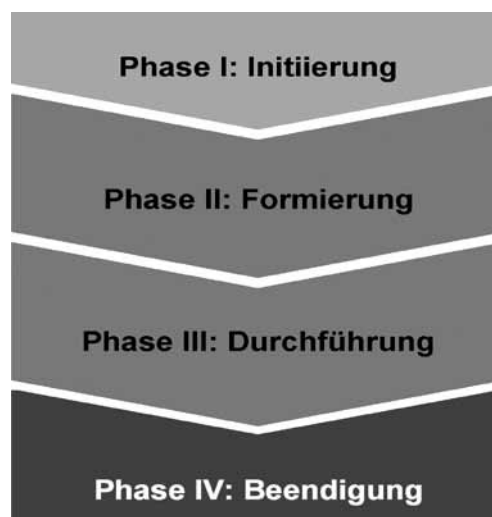 Phase I: Initiierung
Phase II: Formierung
Phase III: Durchführung
Phase IV: Beendigung